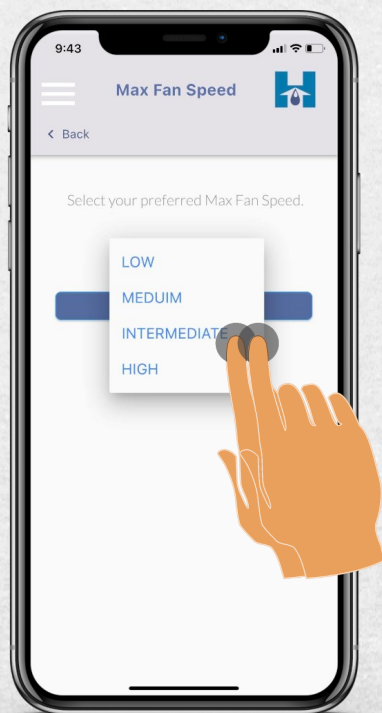 9:43
Max Fan Speed
< Back
Select your preferred Max Fan Speed.
LOW
MEDUIM
INTERMEDIATE
HIGH